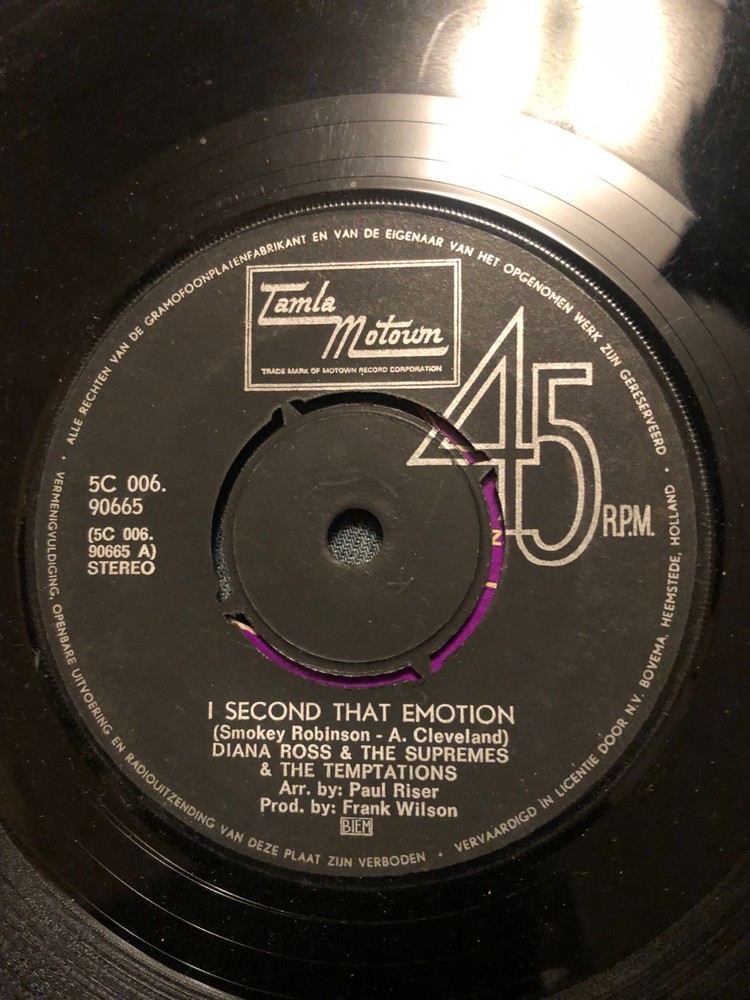 ALLE RECHTEN VAN DE GRAMOFOONPLATENFABRIKANT EN VAN DE EIGENAAR VAN HET OPGENOMEN WERK ZIJN GERESERVEERD
Tamla
Motown
TRADE MARK OF MOTOWN RECORD CORPORATION
45
R.P.M.
5C 006.
90665
(5C 006.
90665 A)
STEREO
I SECOND THAT EMOTION
(Smokey Robinson - A. Cleveland)
DIANA ROSS & THE SUPREMES
& THE TEMPTATIONS
Arr. by: Paul Riser
Prod. by: Frank Wilson
BIEM
VERMENIGVULDIGING, OPENBARE UITVOERING EN RADIOUITZENDING VAN DEZE PLAAT ZIJN VERBODEN • VERVAARDIGD IN LICENTIE DOOR N.V. BOVEMA, HEEMSTEDE, HOLLAND